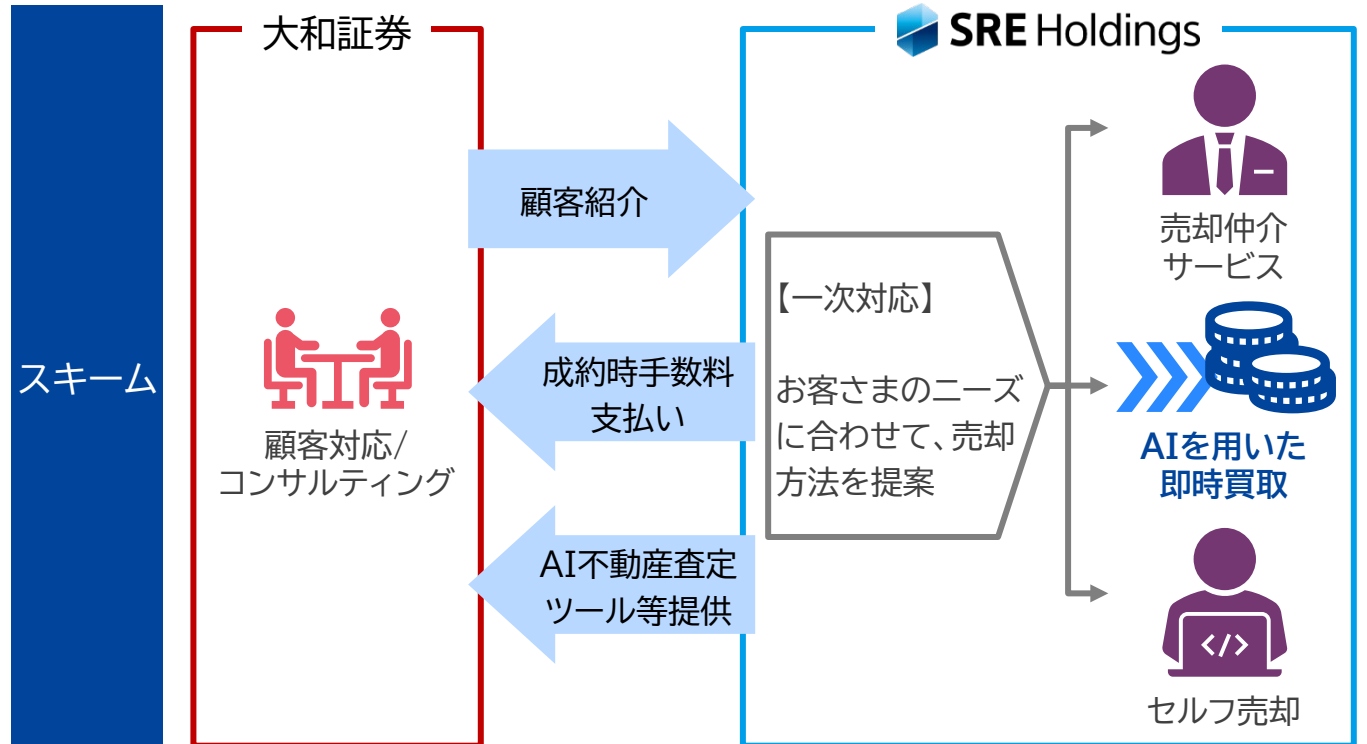 スキーム
大和証券
顧客対応/
コンサルティング
顧客紹介
成約時手数料
支払い
AI不動産査定
ツール等提供
SRE Holdings
【一次対応】
お客さまのニーズ
に合わせて、売却
方法を提案
売却仲介
サービス
AIを用いた
即時買取
</>
セルフ売却